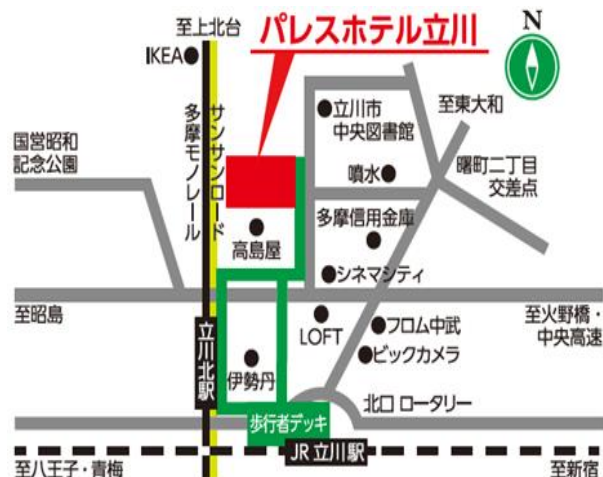 至上北台
パレスホテル立川
N
IKEA
サンサンロード
多摩モノレール
立川市
中央図書館
至東大和
国営昭和
記念公園
噴水
曙町二丁目
交差点
多摩信用金庫
高島屋
シネマシティ
至昭島
LOFT
フロム中武
至火野橋・
中央高速
立川北駅
ビックカメラ
伊勢丹
北口 ロータリー
歩行者デッキ
JR 立川駅
至八王子・青梅
至新宿